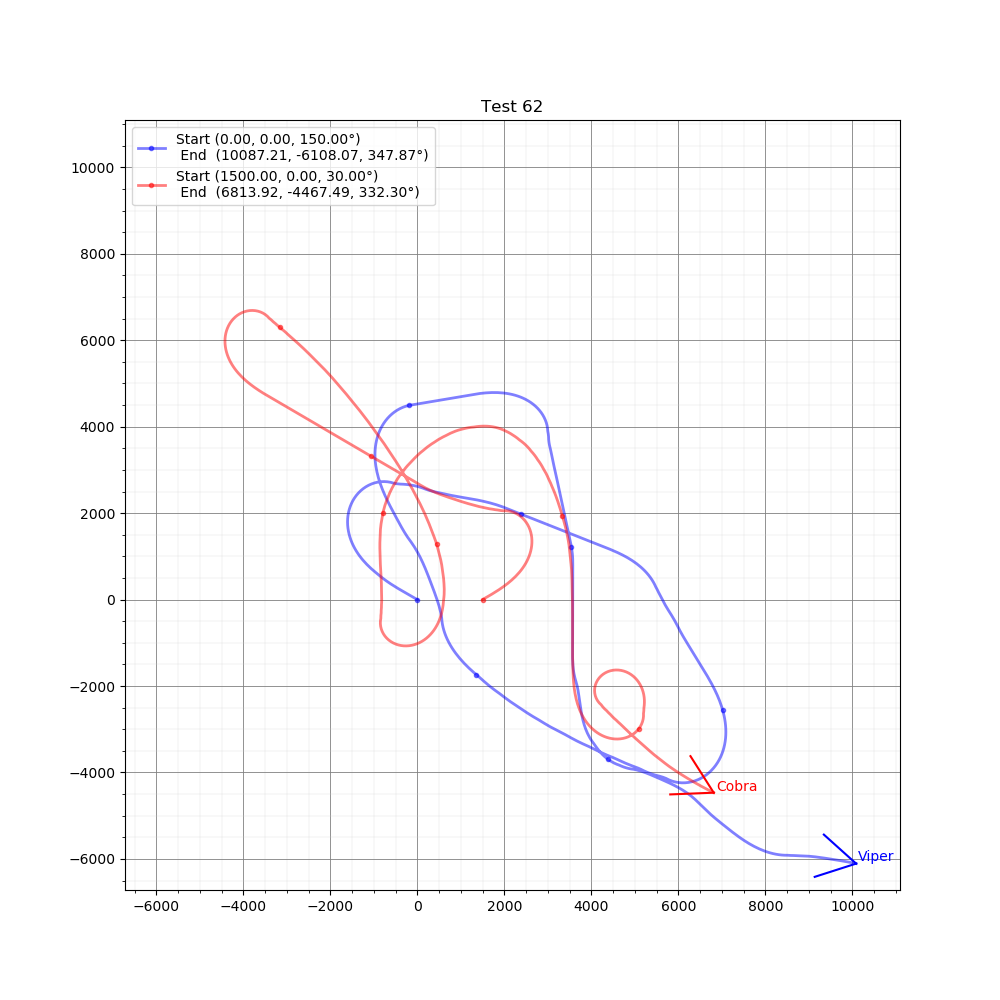 Test 62
Start (0.00, 0.00, 150.00°)
End (10087.21, -6108.07, 347.87°)
Start (1500.00, 0.00, 30.00°)
End (6813.92, -4467.49, 332.30°)
10000
8000
6000
4000
2000
0
−2000
−4000
−6000
Cobra
Viper
−6000 −4000 −2000 0 2000 4000 6000 8000 10000